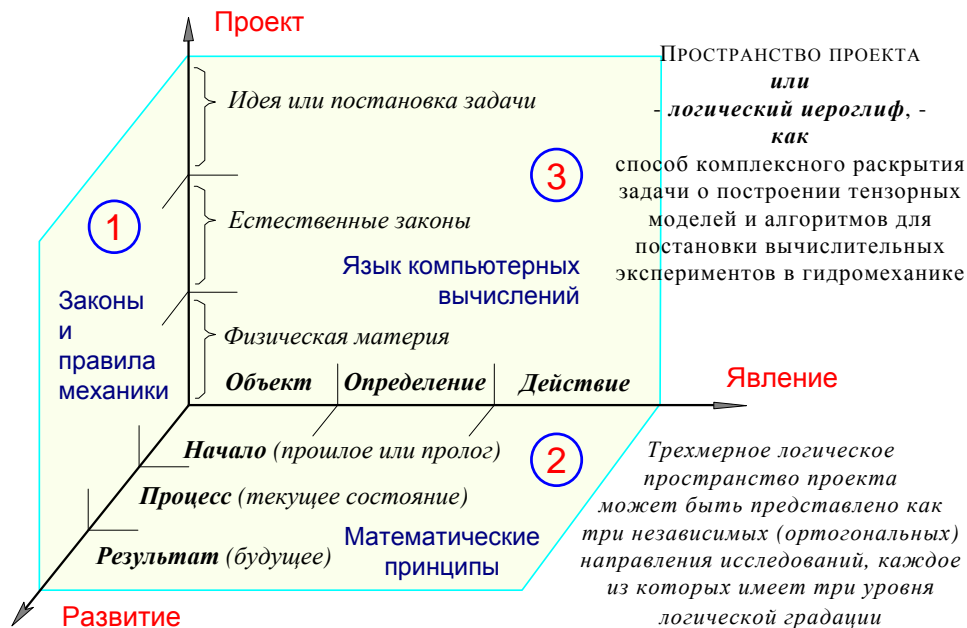 Проект
Идея или постановка задачи
ПРОСТРАНСТВО ПРОЕКТА
или
- логический иероглиф, -
как
способ комплексного раскрытия
задачи о построении тензорных
моделей и алгоритмов для
постановки вычислительных
экспериментов в гидромеханике
3
1
Естественные законы
Язык компьютерных
вычислений
Законы
и
правила
механики
Физическая материя
Объект
Определение
Действие
Явление
Начало (прошлое или пролог)
2
Процесс (текущее состояние)
Результат (будущее)
Математические
принципы
Развитие
Трехмерное логическое
пространство проекта
может быть представлено как
три независимых (ортогональных)
направления исследований, каждое
из которых имеет три уровня
логической градации